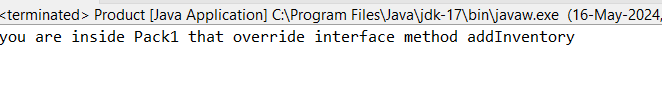 <terminated> Product [Java Application] C:\Program Files\Java\jdk-17\bin\javaw.exe (16-May-2024,
you are inside Pack1 that override interface method addInventory